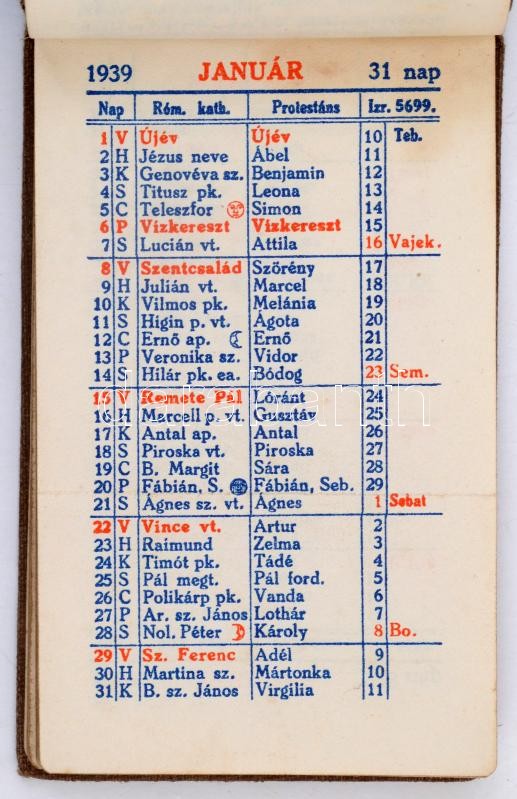 1939 JANUÁR 31 nap
Nap Róm. kath. Protestáns Izr. 5699.
1 V Újév Újév 10 Teb.
2 H Jézus neve Ábel 11
3 K Genovéva sz. Benjamin 12
4 S Titusz pk. Leona 13
5 C Teleszfor Simon 14
6 P Vízkereszt Vízkereszt 15
7 S Lucián vt. Attila 16 Vajek.
8 V Szentcsalád Szörény 17
9 H Julián vt. Marcel 18
10 K Vilmos pk. Melánia 19
11 S Higin p. vt. Ágota 20
12 C Ernő ap. Ernő 21
13 P Veronika sz. Vidor 22
14 S Hilár pk. ea. Bódog 23 Sem.
15 V Remete Pál Lóránt 24
16 H Marcell p. vt. Gusztáv 25
17 K Antal ap. Antal 26
18 S Piroska vt. Piroska 27
19 C B. Margit Sára 28
20 P Fábián, S. Fábián, Seb. 29
21 S Ágnes sz. vt. Ágnes 1 Sebat
22 V Vince vt. Artur 2
23 H Raimund Zelma 3
24 K Timót pk. Tádé 4
25 S Pál megt. Pál ford. 5
26 C Polikárp pk. Vanda 6
27 P Ar. sz. János Lothár 7
28 S Nol. Péter Károly 8 Bo.
29 V Sz. Ferenc Adél 9
30 H Martina sz. Mártonka 10
31 K B. sz. János Virgilia 11
darabanth